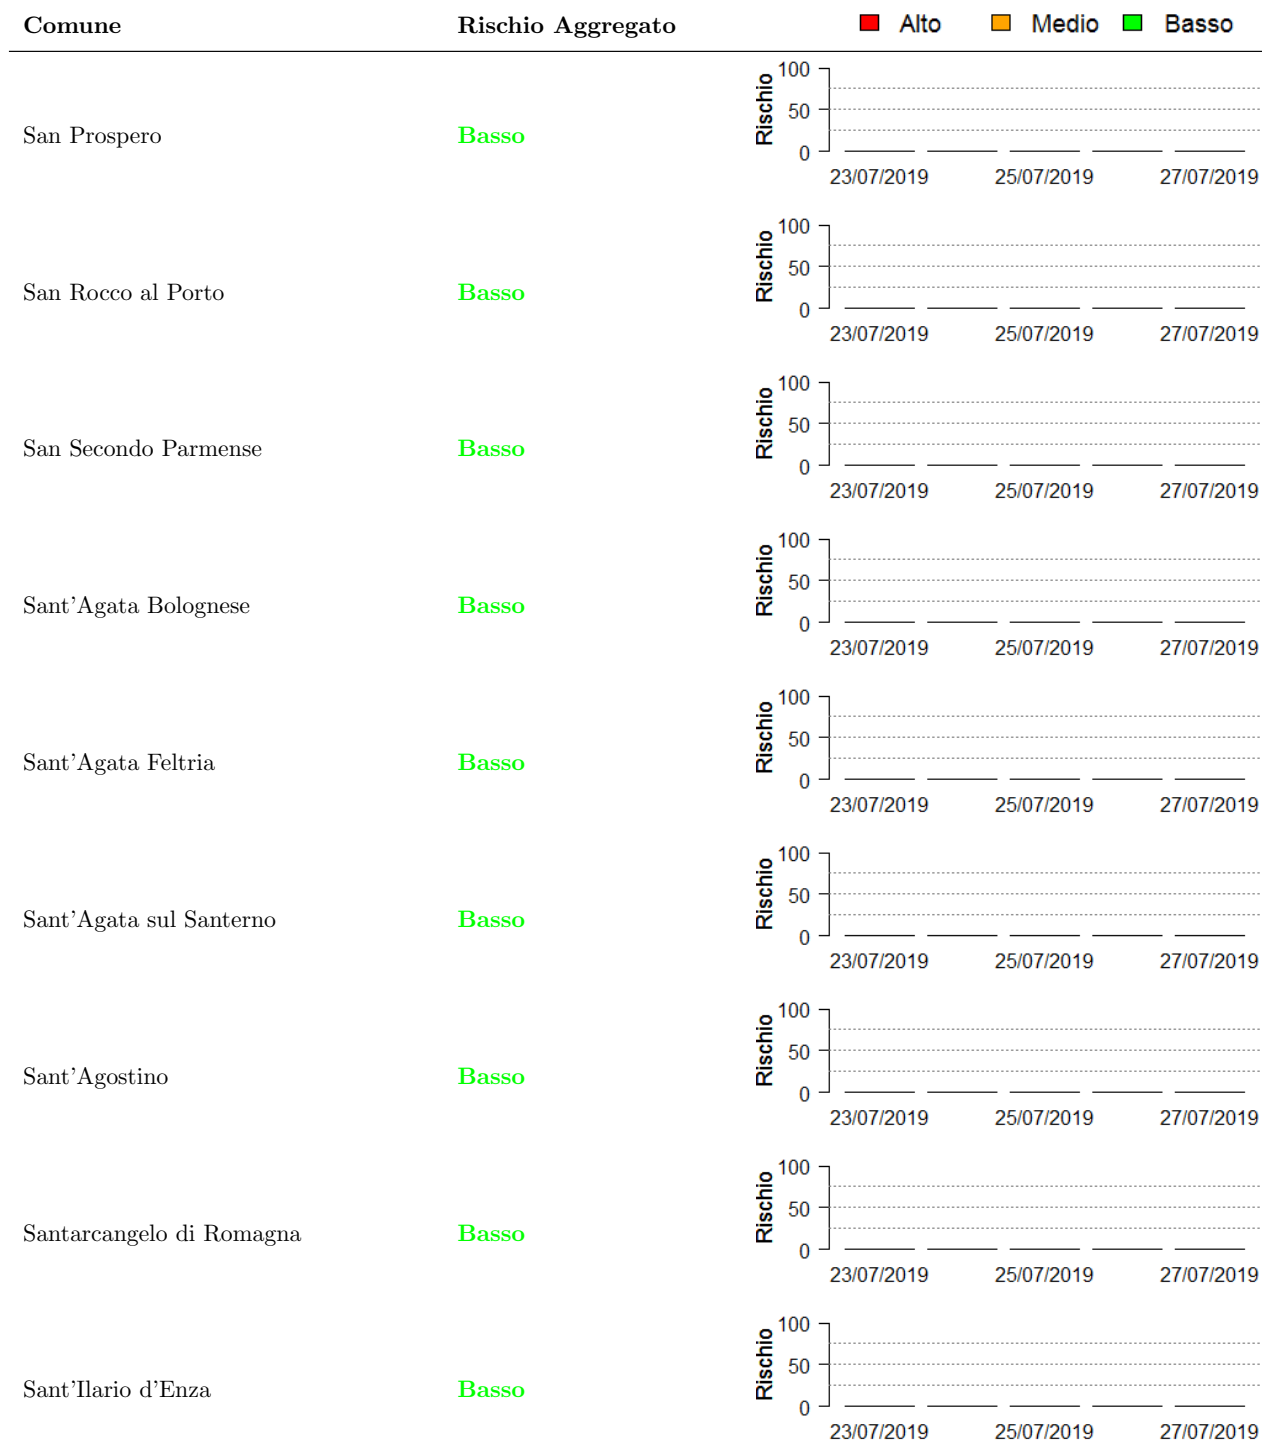 Comune Rischio Aggregato Alto Medio Basso
San Prospero Basso Rischio 100 50 0
23/07/2019 25/07/2019 27/07/2019
San Rocco al Porto Basso Rischio 100 50 0
23/07/2019 25/07/2019 27/07/2019
San Secondo Parmense Basso Rischio 100 50 0
23/07/2019 25/07/2019 27/07/2019
Sant'Agata Bolognese Basso Rischio 100 50 0
23/07/2019 25/07/2019 27/07/2019
Sant'Agata Feltria Basso Rischio 100 50 0
23/07/2019 25/07/2019 27/07/2019
Sant'Agata sul Santerno Basso Rischio 100 50 0
23/07/2019 25/07/2019 27/07/2019
Sant'Agostino Basso Rischio 100 50 0
23/07/2019 25/07/2019 27/07/2019
Santarcangelo di Romagna Basso Rischio 100 50 0
23/07/2019 25/07/2019 27/07/2019
Sant'Ilario d'Enza Basso Rischio 100 50 0
23/07/2019 25/07/2019 27/07/2019